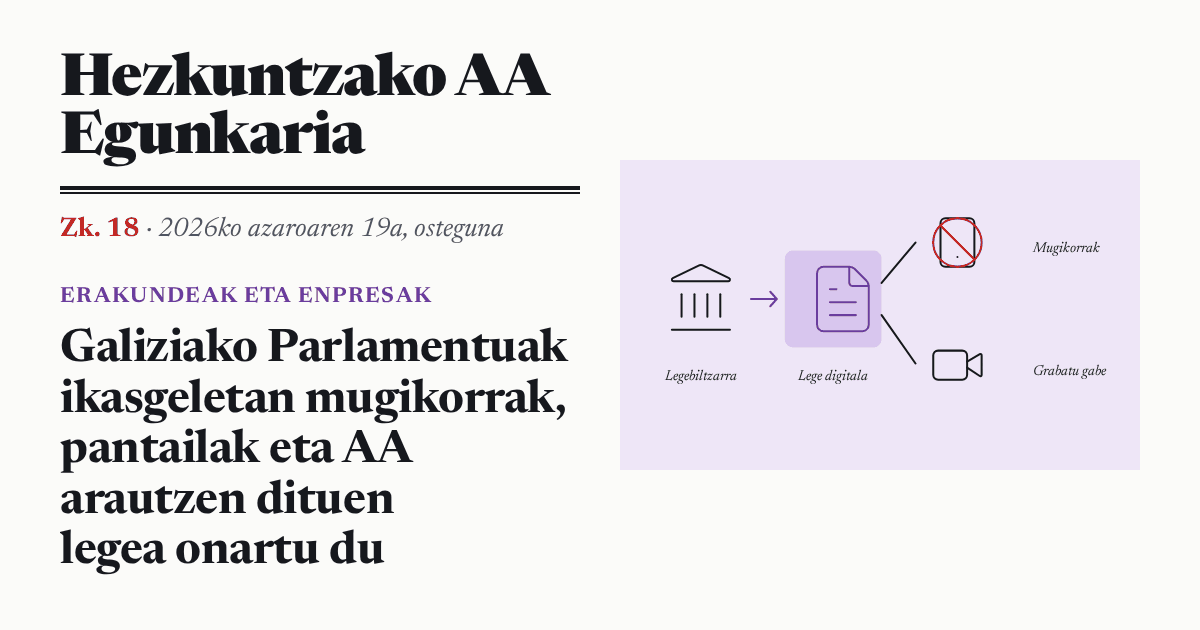 Hezkuntzako AA
Egunkaria
Zk. 18 · 2026ko azaroaren 19a, osteguna
ERAKUNDEAK ETA ENPRESAK
Galiziako Parlamentuak
ikasgeletan mugikorrak,
pantailak eta AA
arautzen dituen
legea onartu du
Legebiltzarra
Lege digitala
Mugikorrak
Grabatu gabe